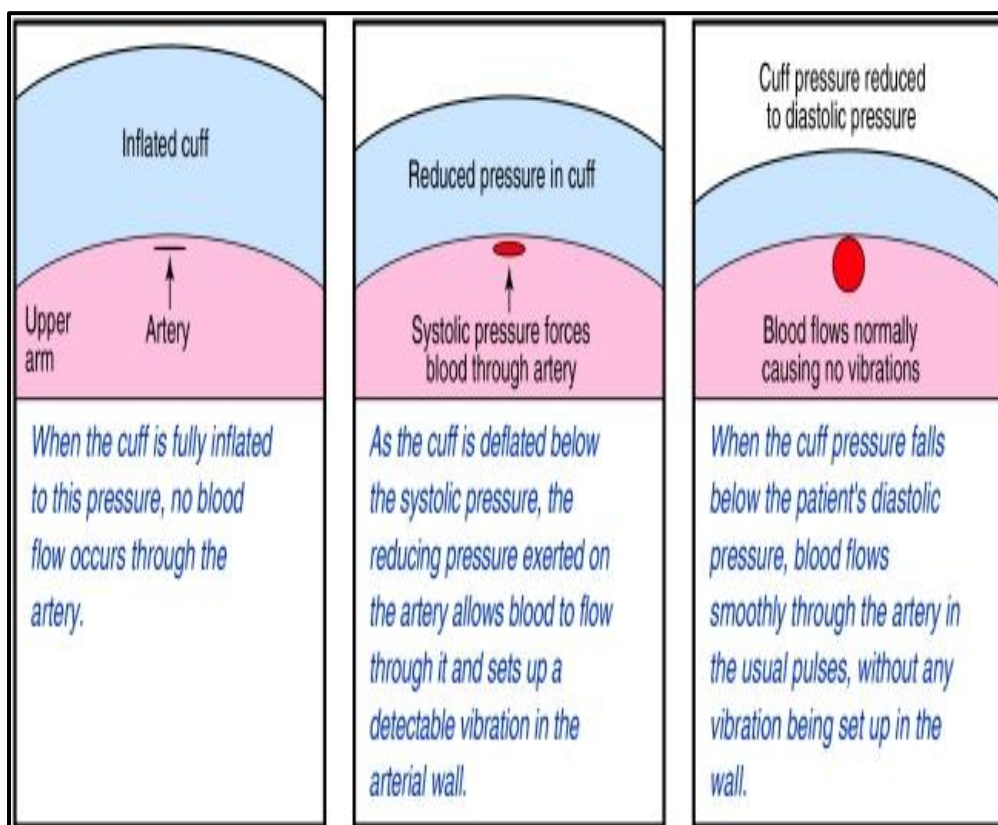 Inflated cuff
Artery
Upper
arm
When the cuff is fully inflated
to this pressure, no blood
flow occurs through the
artery.
Reduced pressure in cuff
Systolic pressure forces
blood through artery
As the cuff is deflated below
the systolic pressure, the
reducing pressure exerted on
the artery allows blood to flow
through it and sets up a
detectable vibration in the
arterial wall.
Cuff pressure reduced
to diastolic pressure
Blood flows normally
causing no vibrations
When the cuff pressure falls
below the patient's diastolic
pressure, blood flows
smoothly through the artery in
the usual pulses, without any
vibration being set up in the
wall.